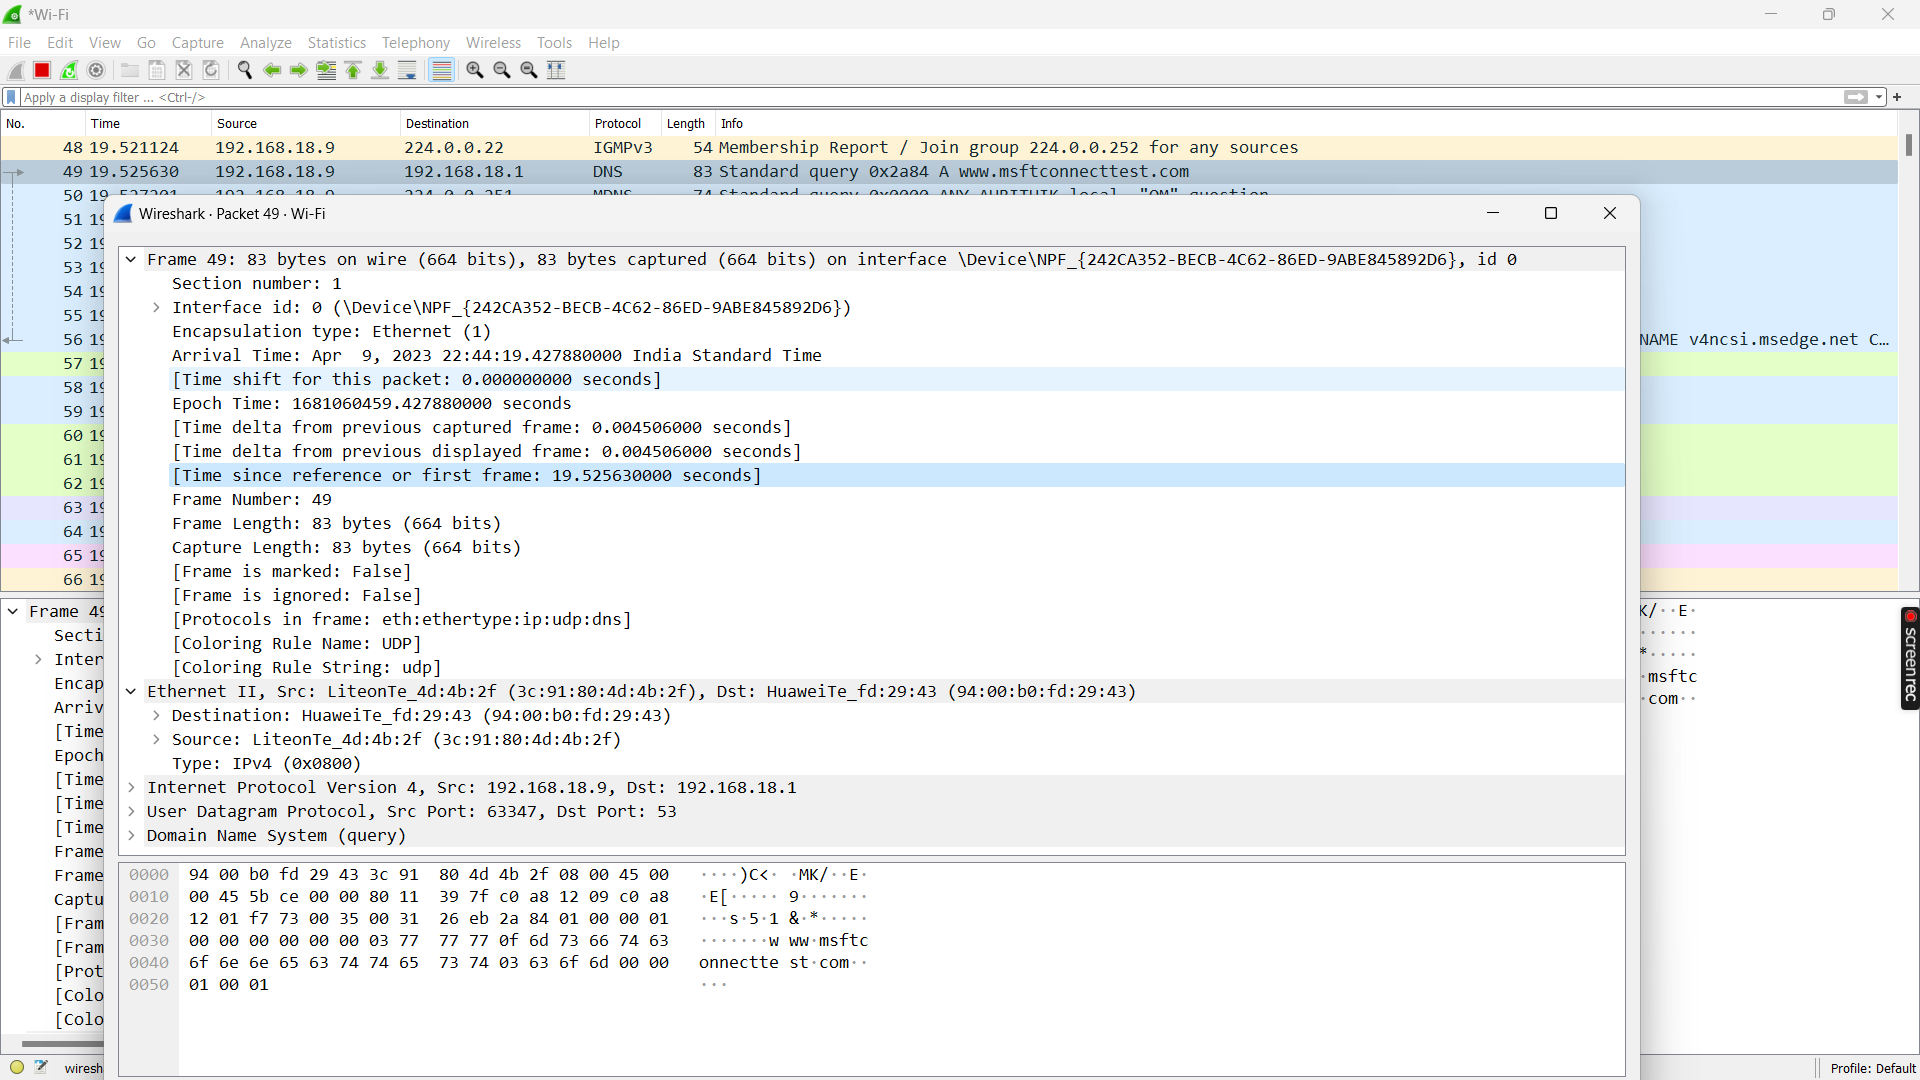 *Wi-Fi
File Edit View Go Capture Analyze Statistics Telephony Wireless Tools Help
Apply a display filter ... <Ctrl-/>
No. Time Source Destination Protocol Length Info
48 19.521124 192.168.18.9 224.0.0.22 IGMPv3 54 Membership Report / Join group 224.0.0.252 for any sources
49 19.525630 192.168.18.9 192.168.18.1 DNS 83 Standard query 0x2a84 A www.msftconnecttest.com
50 19
51 19
52 19
53 19
54 19
55 19
56 19 NAME v4ncsi.msedge.net C…
57 19
58 19
59 19
60 19
61 19
62 19
63 19
64 19
65 19
66 19
Wireshark · Packet 49 · Wi-Fi
Frame 49: 83 bytes on wire (664 bits), 83 bytes captured (664 bits) on interface \Device\NPF_{242CA352-BECB-4C62-86ED-9ABE845892D6}, id 0
Section number: 1
Interface id: 0 (\Device\NPF_{242CA352-BECB-4C62-86ED-9ABE845892D6})
Encapsulation type: Ethernet (1)
Arrival Time: Apr  9, 2023 22:44:19.427880000 India Standard Time
[Time shift for this packet: 0.000000000 seconds]
Epoch Time: 1681060459.427880000 seconds
[Time delta from previous captured frame: 0.004506000 seconds]
[Time delta from previous displayed frame: 0.004506000 seconds]
[Time since reference or first frame: 19.525630000 seconds]
Frame Number: 49
Frame Length: 83 bytes (664 bits)
Capture Length: 83 bytes (664 bits)
[Frame is marked: False]
[Frame is ignored: False]
[Protocols in frame: eth:ethertype:ip:udp:dns]
[Coloring Rule Name: UDP]
[Coloring Rule String: udp]
Ethernet II, Src: LiteonTe_4d:4b:2f (3c:91:80:4d:4b:2f), Dst: HuaweiTe_fd:29:43 (94:00:b0:fd:29:43)
Destination: HuaweiTe_fd:29:43 (94:00:b0:fd:29:43)
Source: LiteonTe_4d:4b:2f (3c:91:80:4d:4b:2f)
Type: IPv4 (0x0800)
Internet Protocol Version 4, Src: 192.168.18.9, Dst: 192.168.18.1
User Datagram Protocol, Src Port: 63347, Dst Port: 53
Domain Name System (query)
0000 94 00 b0 fd 29 43 3c 91 80 4d 4b 2f 08 00 45 00 ····)C<· ·MK/··E·
0010 00 45 5b ce 00 00 80 11 39 7f c0 a8 12 09 c0 a8 ·E[····· 9·······
0020 12 01 f7 73 00 35 00 31 26 eb 2a 84 01 00 00 01 ···s·5·1 &·*·····
0030 00 00 00 00 00 00 03 77 77 77 0f 6d 73 66 74 63 ·······w ww·msftc
0040 6f 6e 6e 65 63 74 74 65 73 74 03 63 6f 6d 00 00 onnectte st·com··
0050 01 00 01 ···
Frame 49
Secti
Inter
Encap
Arriv
[Time
Epoch
[Time
[Time
[Time
Frame
Frame
Captu
[Fram
[Fram
[Prot
[Colo
[Colo
K/··E·
······
*·····
·msftc
·com··
screenrec
wiresh
Profile: Default